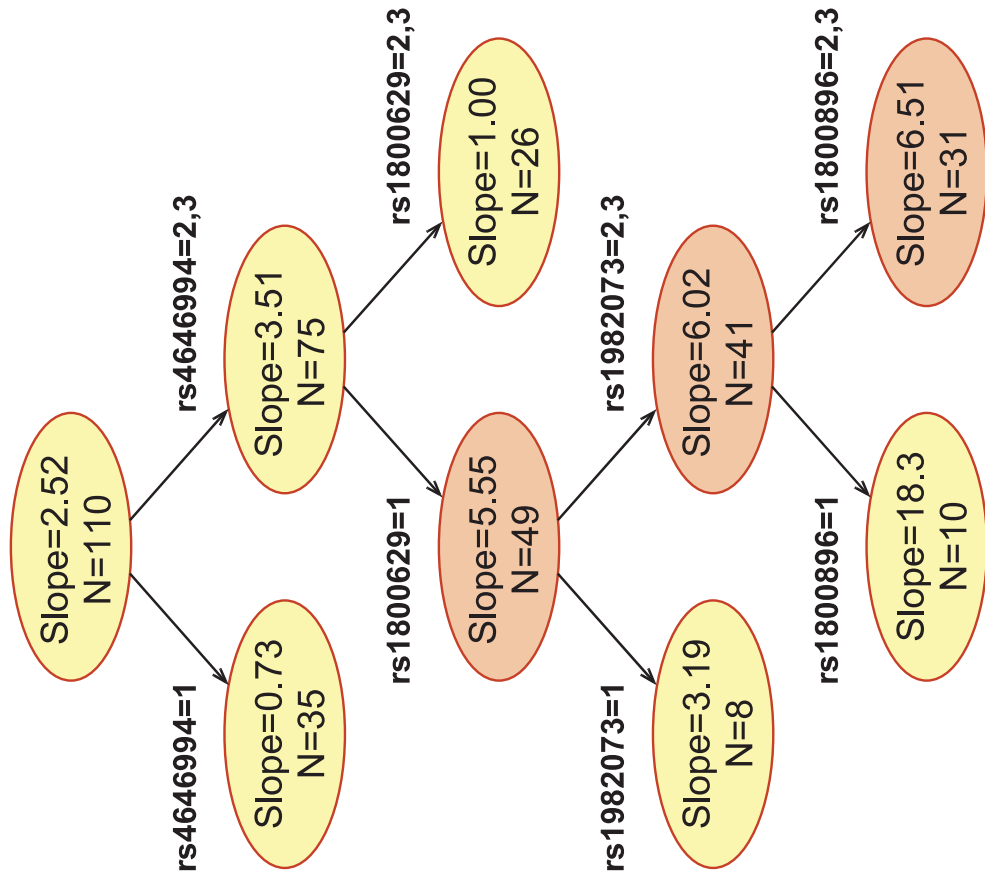 Slope=2.52
N=110
rs4646994=1
rs4646994=2,3
Slope=0.73
N=35
Slope=3.51
N=75
rs1800629=1
rs1800629=2,3
Slope=5.55
N=49
Slope=1.00
N=26
rs1982073=1
rs1982073=2,3
Slope=3.19
N=8
Slope=6.02
N=41
rs1800896=1
rs1800896=2,3
Slope=18.3
N=10
Slope=6.51
N=31